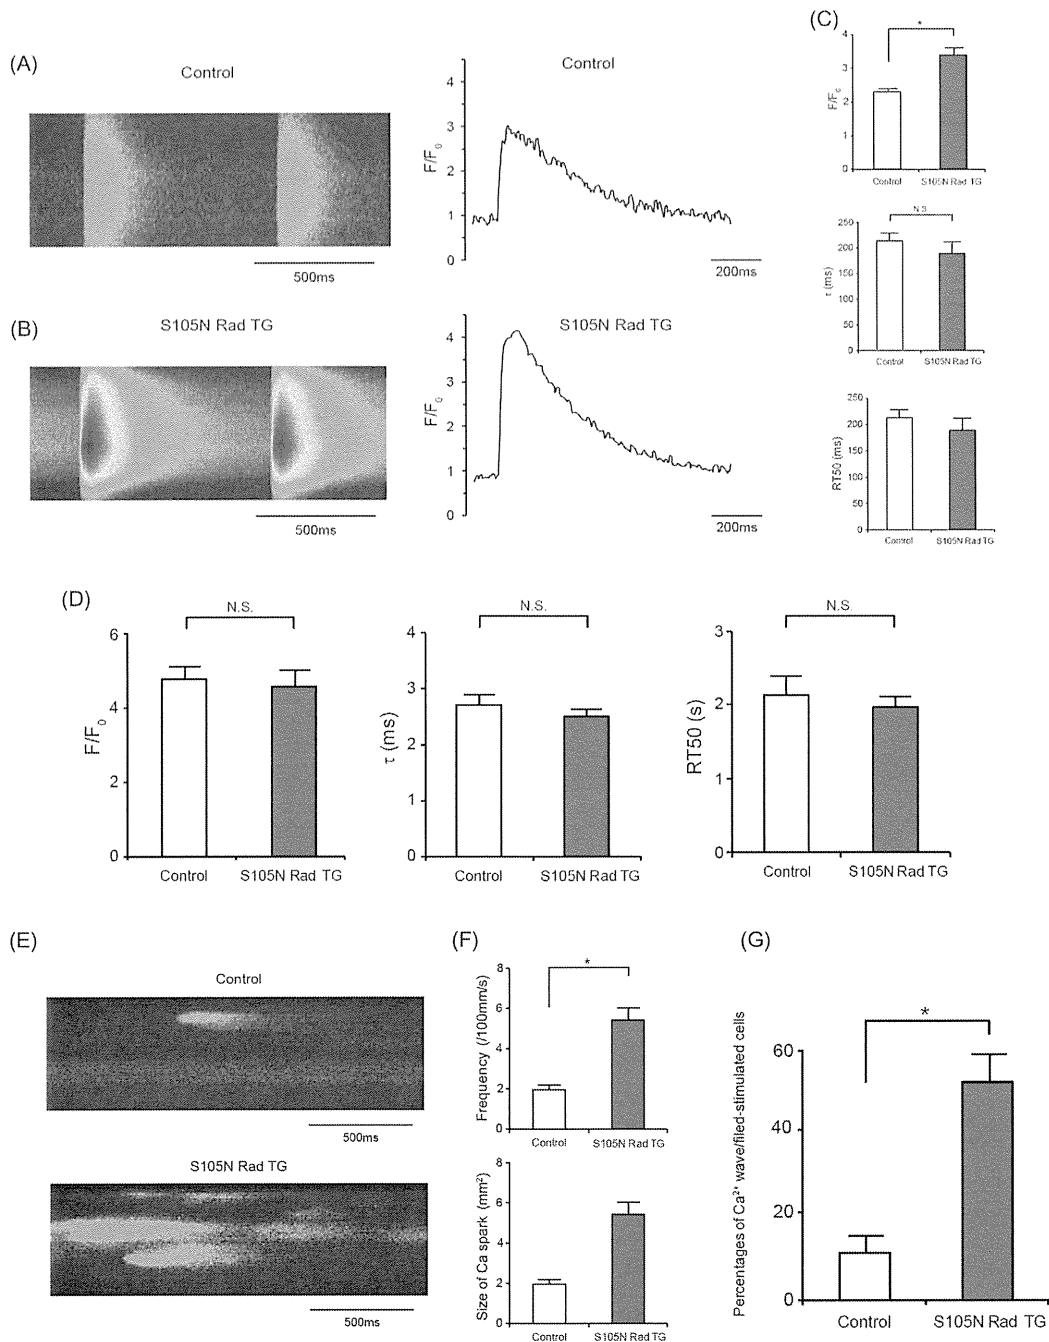 (A)
Control
500ms
Control
F/F0
4
3
2
1
0
200ms
(B)
S105N Rad TG
500ms
S105N Rad TG
F/F0
4
3
2
1
0
200ms
(C)
*
F/Fc
4
3
2
1
0
Control S105N Rad TG
N.S
τ (ms)
250
200
150
100
50
0
Control S105N Rad TG
RT50 (ms)
250
200
150
100
50
0
Control S105N Rad TG
(D)
N.S.
F/F0
6
4
2
0
Control S105N Rad TG
N.S.
τ (ms)
4
3
2
1
0
Control S105N Rad TG
N.S.
RT50 (s)
3
2
1
0
Control S105N Rad TG
(E)
Control
500ms
S105N Rad TG
500ms
(F)
*
Frequency (/100mm/s)
8
6
4
2
0
Control S105N Rad TG
Size of Ca spark (mm²)
8
6
4
2
0
Control S105N Rad TG
(G)
*
Percentages of Ca²⁺ wave/filed-stimulated cells
60
40
20
0
Control S105N Rad TG